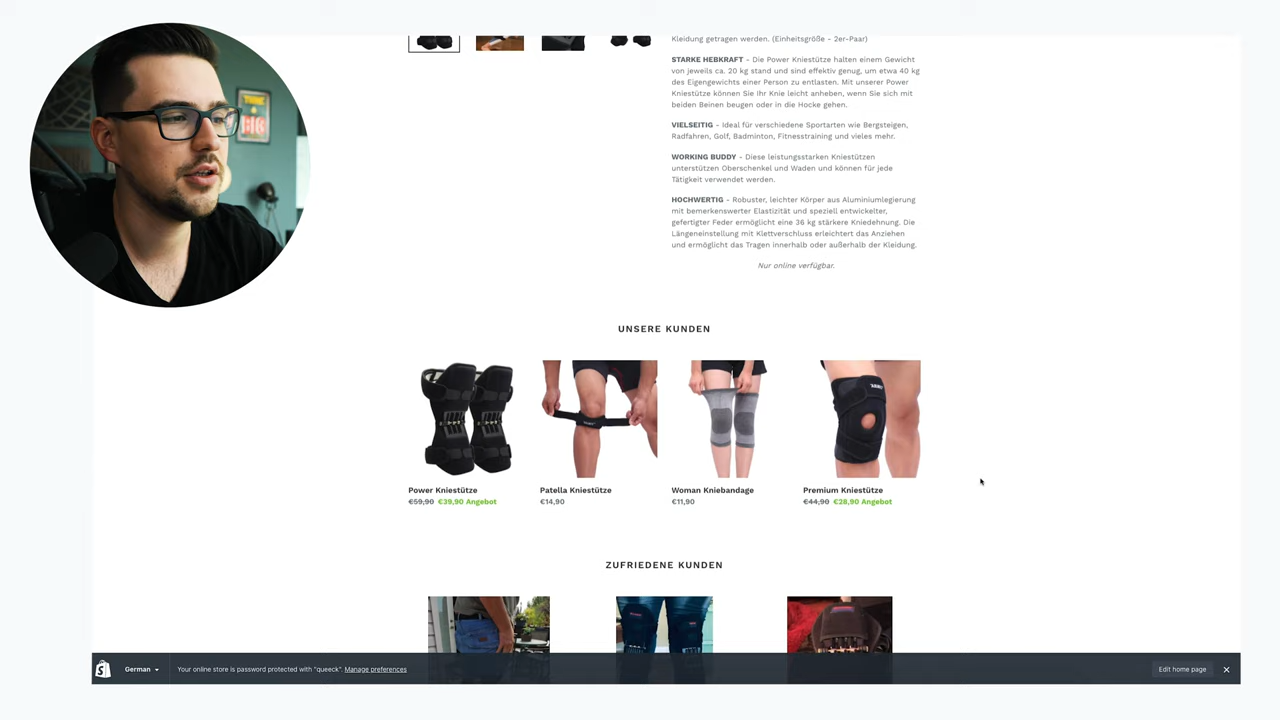 Kleidung getragen werden. (Einheitsgröße - 2er-Paar)
STARKE HEBKRAFT - Die Power Kniestütze halten einem Gewicht
von jeweils ca. 20 kg stand und sind effektiv genug, um etwa 40 kg
des Eigengewichts einer Person zu entlasten. Mit unserer Power
Kniestütze können Sie Ihr Knie leicht anheben, wenn Sie sich mit
beiden Beinen beugen oder in die Hocke gehen.
VIELSEITIG - Ideal für verschiedene Sportarten wie Bergsteigen,
Radfahren, Golf, Badminton, Fitnesstraining und vieles mehr.
WORKING BUDDY - Diese leistungsstarken Kniestützen
unterstützen Oberschenkel und Waden und können für jede
Tätigkeit verwendet werden.
HOCHWERTIG - Robuster, leichter Körper aus Aluminiumlegierung
mit bemerkenswerter Elastizität und speziell entwickelter,
gefertigter Feder ermöglicht eine 36 kg stärkere Kniedehnung. Die
Längeneinstellung mit Klettverschluss erleichtert das Anziehen
und ermöglicht das Tragen innerhalb oder außerhalb der Kleidung.
Nur online verfügbar.
UNSERE KUNDEN
Power Kniestütze
€59,90 €39,90 Angebot
Patella Kniestütze
€14,90
Woman Kniebandage
€11,90
Premium Kniestütze
€44,90 €28,90 Angebot
ZUFRIEDENE KUNDEN
German
Your online store is password protected with "queeck". Manage preferences
Edit home page